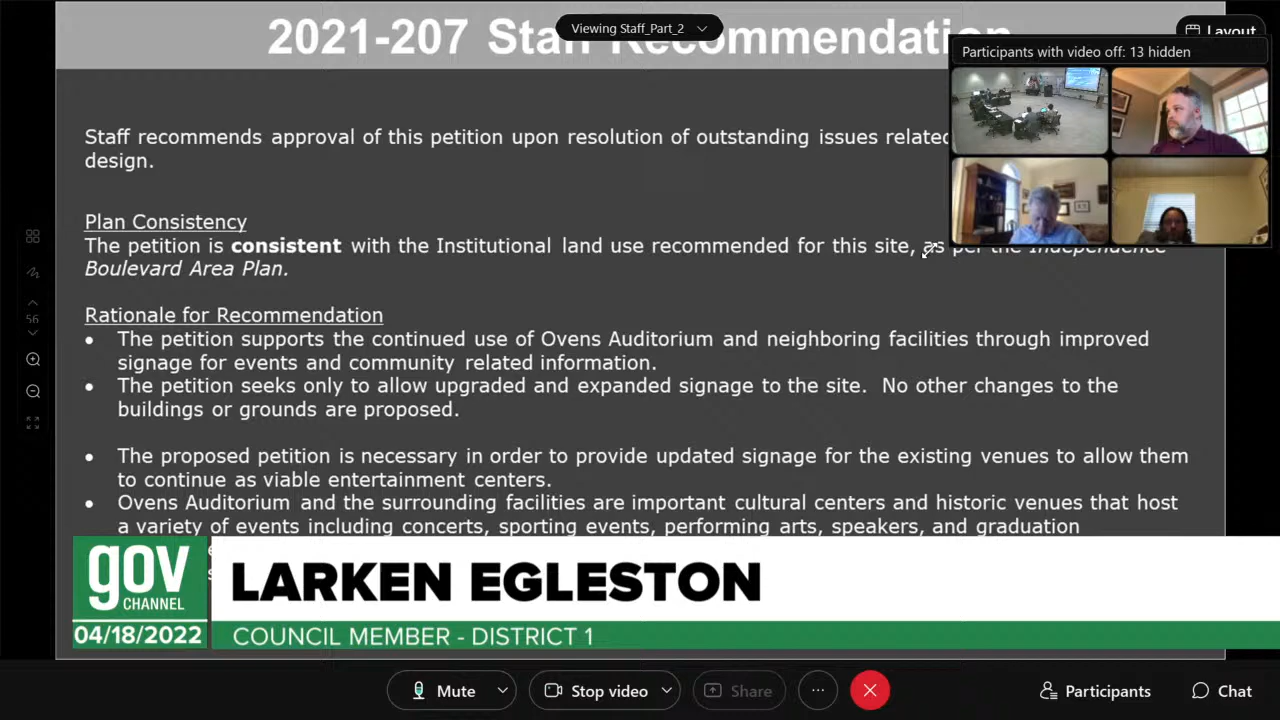 Viewing Staff_Part_2
Layout
2021-207 Staff Recommendation
Participants with video off: 13 hidden
Staff recommends approval of this petition upon resolution of outstanding issues related
design.
Plan Consistency
The petition is consistent with the Institutional land use recommended for this site, as per the Independence
Boulevard Area Plan.
56
Rationale for Recommendation
• The petition supports the continued use of Ovens Auditorium and neighboring facilities through improved
signage for events and community related information.
• The petition seeks only to allow upgraded and expanded signage to the site. No other changes to the
buildings or grounds are proposed.
• The proposed petition is necessary in order to provide updated signage for the existing venues to allow them
to continue as viable entertainment centers.
• Ovens Auditorium and the surrounding facilities are important cultural centers and historic venues that host
a variety of events including concerts, sporting events, performing arts, speakers, and graduation
gov
CHANNEL
04/18/2022
LARKEN EGLESTON
COUNCIL MEMBER - DISTRICT 1
Mute
Stop video
Share
Participants
Chat